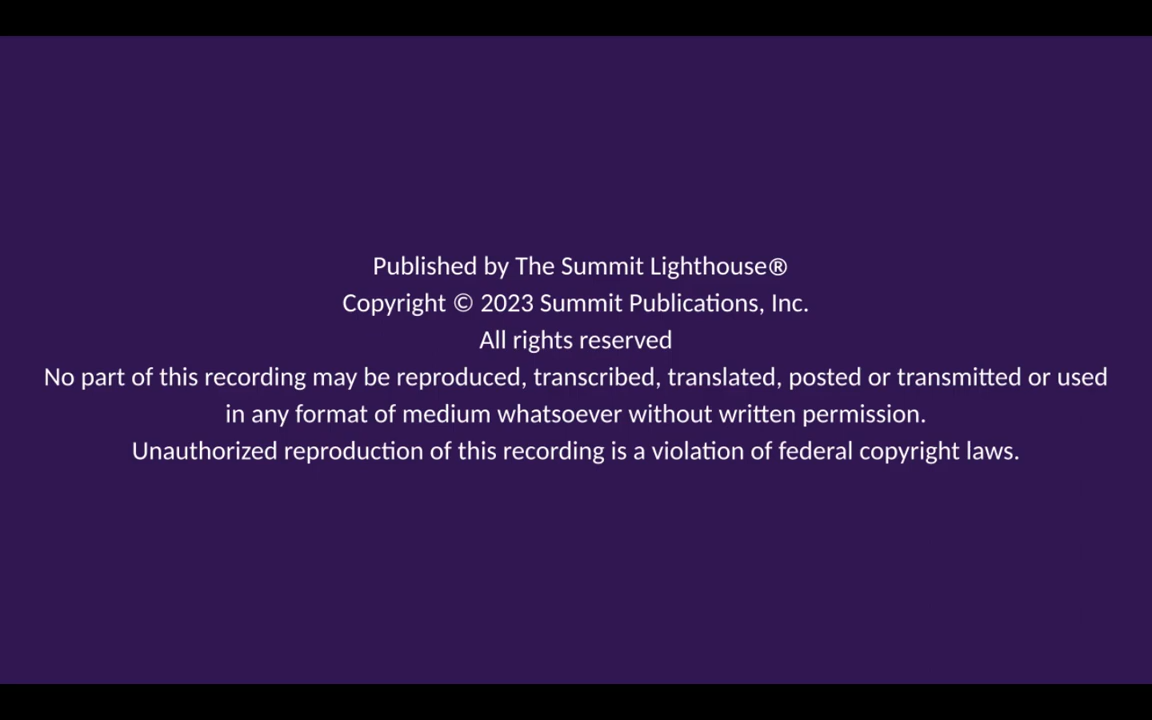 Published by The Summit Lighthouse®
Copyright © 2023 Summit Publications, Inc.
All rights reserved
No part of this recording may be reproduced, transcribed, translated, posted or transmitted or used
in any format of medium whatsoever without written permission.
Unauthorized reproduction of this recording is a violation of federal copyright laws.